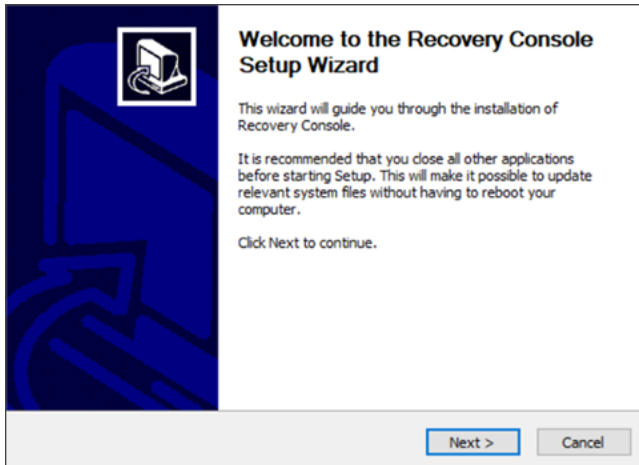 Welcome to the Recovery Console
Setup Wizard
This wizard will guide you through the installation of
Recovery Console.
It is recommended that you close all other applications
before starting Setup. This will make it possible to update
relevant system files without having to reboot your
computer.
Click Next to continue.
Next >
Cancel